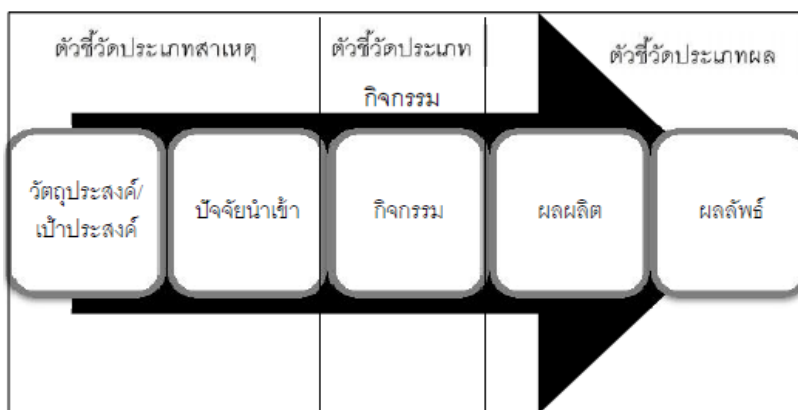 ตัวชี้วัดประเภทสาเหตุ
ตัวชี้วัดประเภท
กิจกรรม
ตัวชี้วัดประเภทผล
วัตถุประสงค์/
เป้าประสงค์
ปัจจัยนำเข้า
กิจกรรม
ผลผลิต
ผลลัพธ์